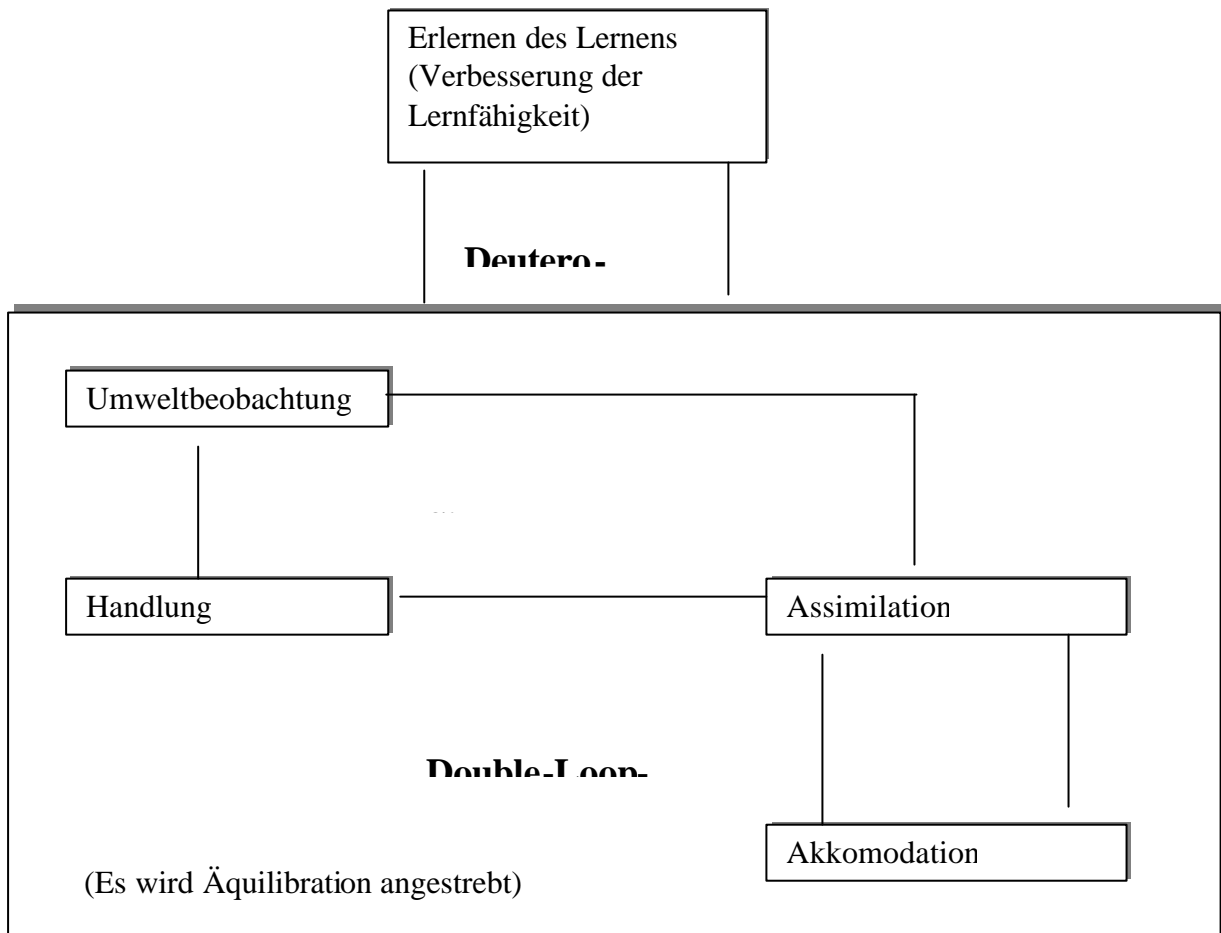 Erlernen des Lernens
(Verbesserung der
Lernfähigkeit)
Deutero-
Umweltbeobachtung
Handlung
Assimilation
Double-Loop-
Akkomodation
(Es wird Äquilibration angestrebt)